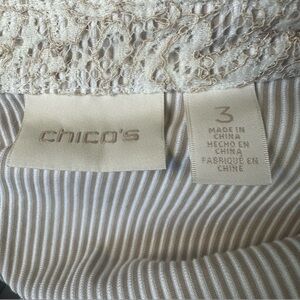 chico's
3
MADE IN
CHINA
HECHO EN
CHINA
FABRIQUÉ EN
CHINE